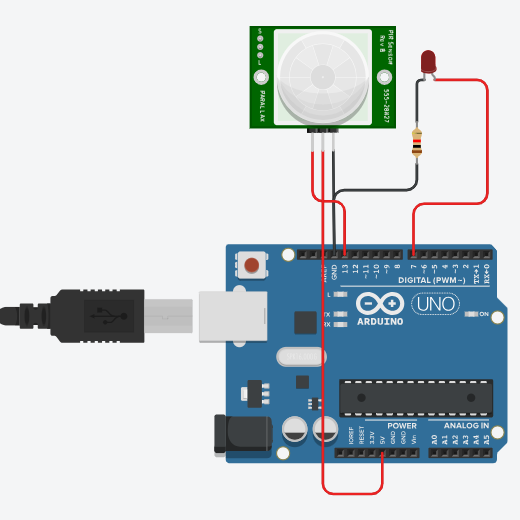 PIR Sensor
Rev B
555-28027
PARALLAX
AREF
GND
13
12
~11
~10
~9
8
7
~6
~5
~4
~3
2
TX→1
RX←0
DIGITAL (PWM ~)
L
TX
RX
ARDUINO
UNO
ON
POWER
ANALOG IN
IOREF
RESET
3.3V
5V
GND
GND
Vin
A0
A1
A2
A3
A4
A5